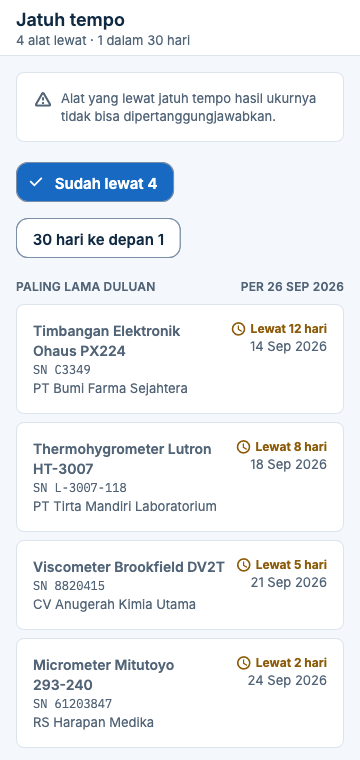 Jatuh tempo
4 alat lewat · 1 dalam 30 hari
Alat yang lewat jatuh tempo hasil ukurnya
tidak bisa dipertanggungjawabkan.
Sudah lewat 4
30 hari ke depan 1
PALING LAMA DULUAN
PER 26 SEP 2026
Timbangan Elektronik
Ohaus PX224
SN C3349
PT Bumi Farma Sejahtera
Lewat 12 hari
14 Sep 2026
Thermohygrometer Lutron
HT-3007
SN L-3007-118
PT Tirta Mandiri Laboratorium
Lewat 8 hari
18 Sep 2026
Viscometer Brookfield DV2T
SN 8820415
CV Anugerah Kimia Utama
Lewat 5 hari
21 Sep 2026
Micrometer Mitutoyo
293-240
SN 61203847
RS Harapan Medika
Lewat 2 hari
24 Sep 2026